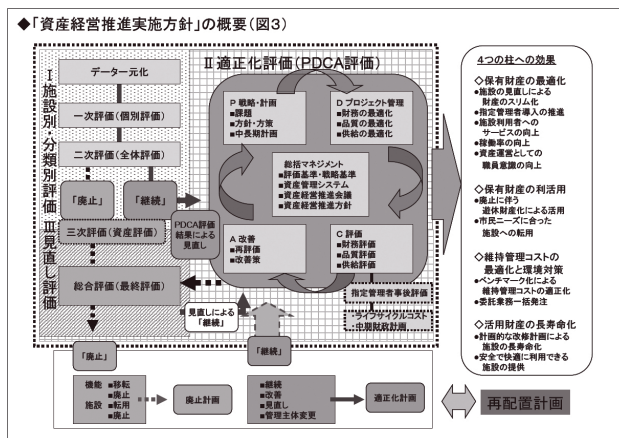 ◆「資産経営推進実施方針」の概要(図3)
Ⅰ施設別・分類別評価
データ一元化
一次評価(個別評価)
二次評価(全体評価)
「廃止」
「継続」
Ⅲ見直し評価
三次評価(資産評価)
総合評価(最終評価)
PDCA評価
結果による
見直し
見直しによる
「継続」
Ⅱ適正化評価(PDCA評価)
P 戦略・計画
■課題
■方針・方策
■中長期計画
D プロジェクト管理
■財務の最適化
■品質の最適化
■供給の最適化
総括マネジメント
■評価基準・戦略基準
■資産管理システム
■資産経営推進会議
■資産経営推進方針
A 改善
■再評価
■改善策
C 評価
■財務評価
■品質評価
■供給評価
指定管理者事後評価
・ライフサイクルコスト
・中期財政計画
「廃止」
「継続」
機能 ■移転
■廃止
施設 ■転用
■廃止
廃止計画
■継続
■改善
■見直し
■管理主体変更
適正化計画
4つの柱への効果
◇保有財産の最適化
●施設の見直しによる
財産のスリム化
●指定管理者導入の推進
●施設利用者への
サービスの向上
●稼働率の向上
●資産運営としての
職員意識の向上
◇保有財産の利活用
●廃止に伴う
遊休財産化による活用
●市民ニーズに合った
施設への転用
◇維持管理コストの
最適化と環境対策
●ベンチマーク化による
維持管理コストの適正化
●委託業務一括発注
◇活用財産の長寿命化
●計画的な改修計画による
施設の長寿命化
●安全で快適に利用できる
施設の提供
再配置計画